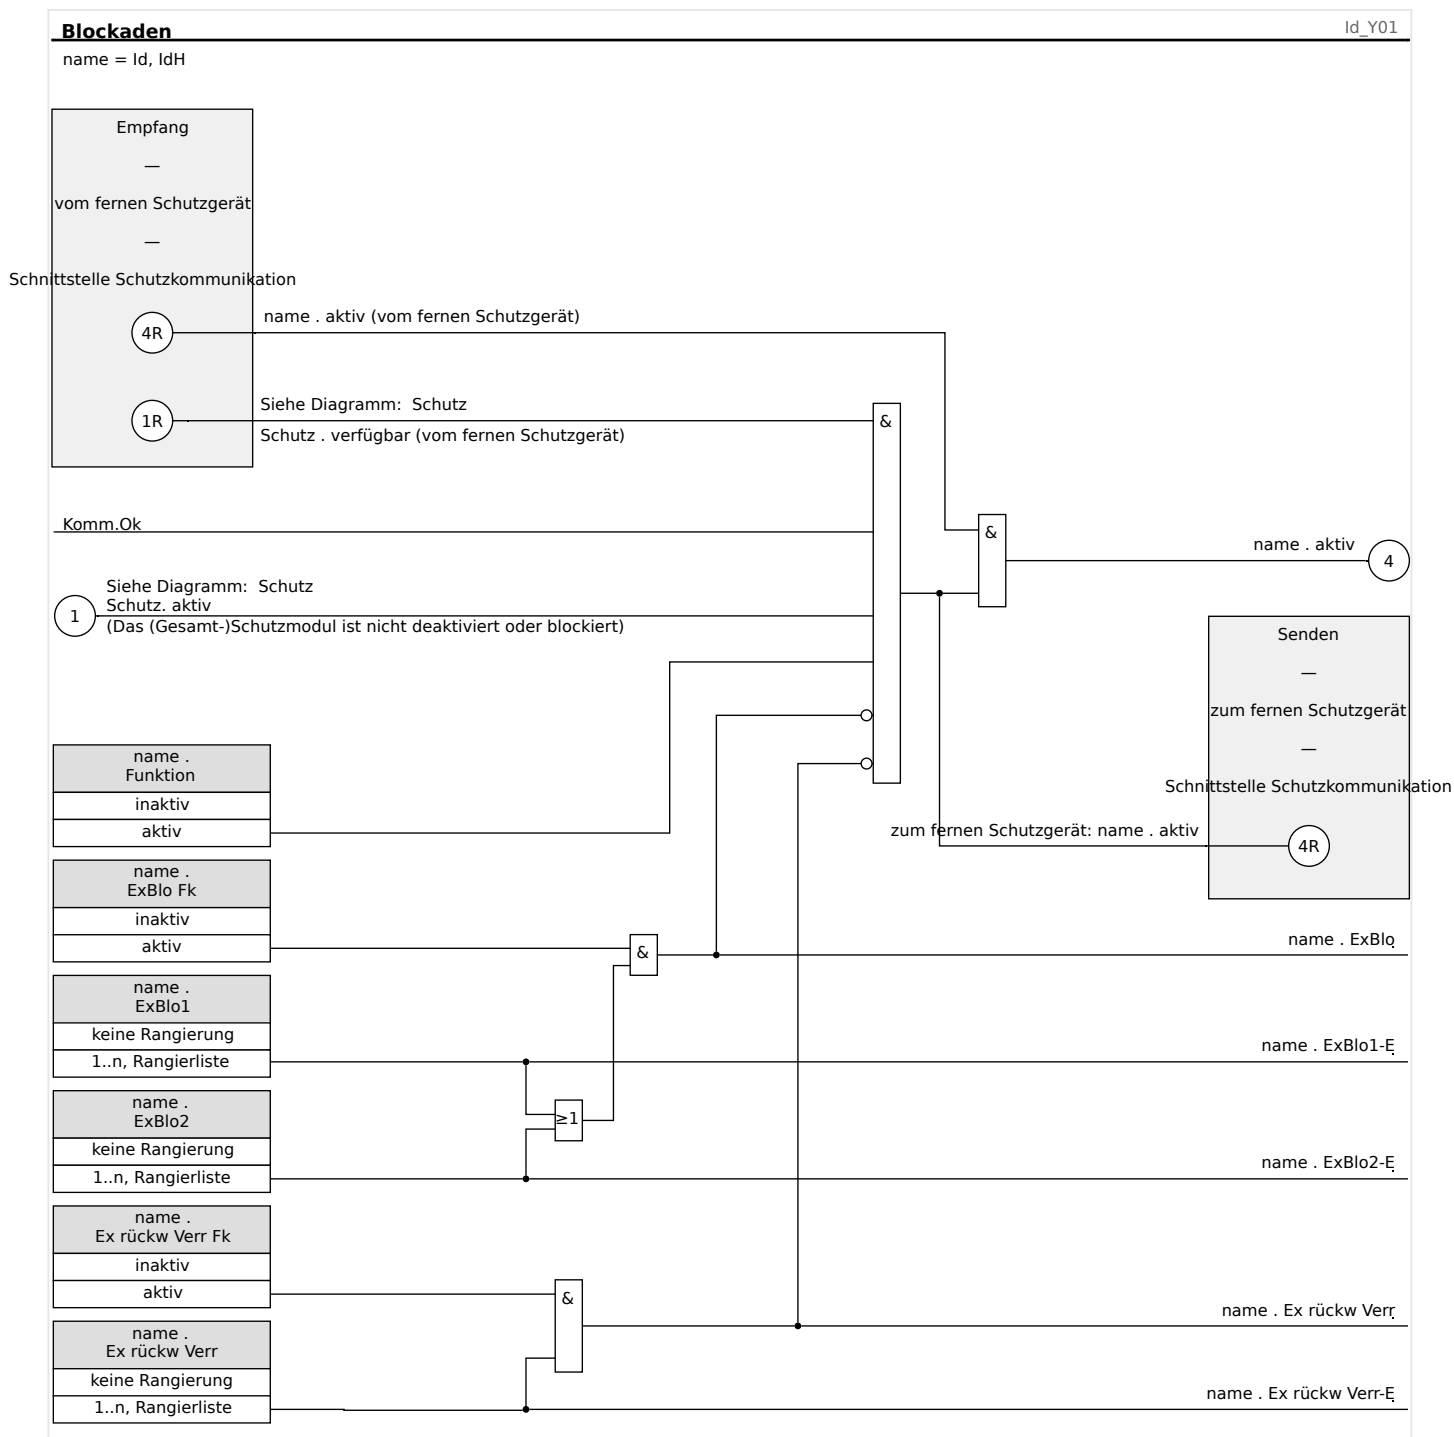 Blockaden
Id_Y01
name = Id, IdH
Empfang
—
vom fernen Schutzgerät
—
Schnittstelle Schutzkommunikation
4R
name . aktiv (vom fernen Schutzgerät)
1R
Siehe Diagramm:  Schutz
Schutz . verfügbar (vom fernen Schutzgerät)
&
Komm.Ok
&
name . aktiv
4
1
Siehe Diagramm:  Schutz
Schutz. aktiv
(Das (Gesamt-)Schutzmodul ist nicht deaktiviert oder blockiert)
Senden
—
zum fernen Schutzgerät
—
Schnittstelle Schutzkommunikation
zum fernen Schutzgerät: name . aktiv
4R
name .
Funktion
inaktiv
aktiv
name .
ExBlo Fk
inaktiv
aktiv
&
name . ExBlo
name .
ExBlo1
keine Rangierung
1..n, Rangierliste
name . ExBlo1-E
name .
ExBlo2
keine Rangierung
1..n, Rangierliste
≥1
name . ExBlo2-E
name .
Ex rückw Verr Fk
inaktiv
aktiv
&
name . Ex rückw Verr
name .
Ex rückw Verr
keine Rangierung
1..n, Rangierliste
name . Ex rückw Verr-E